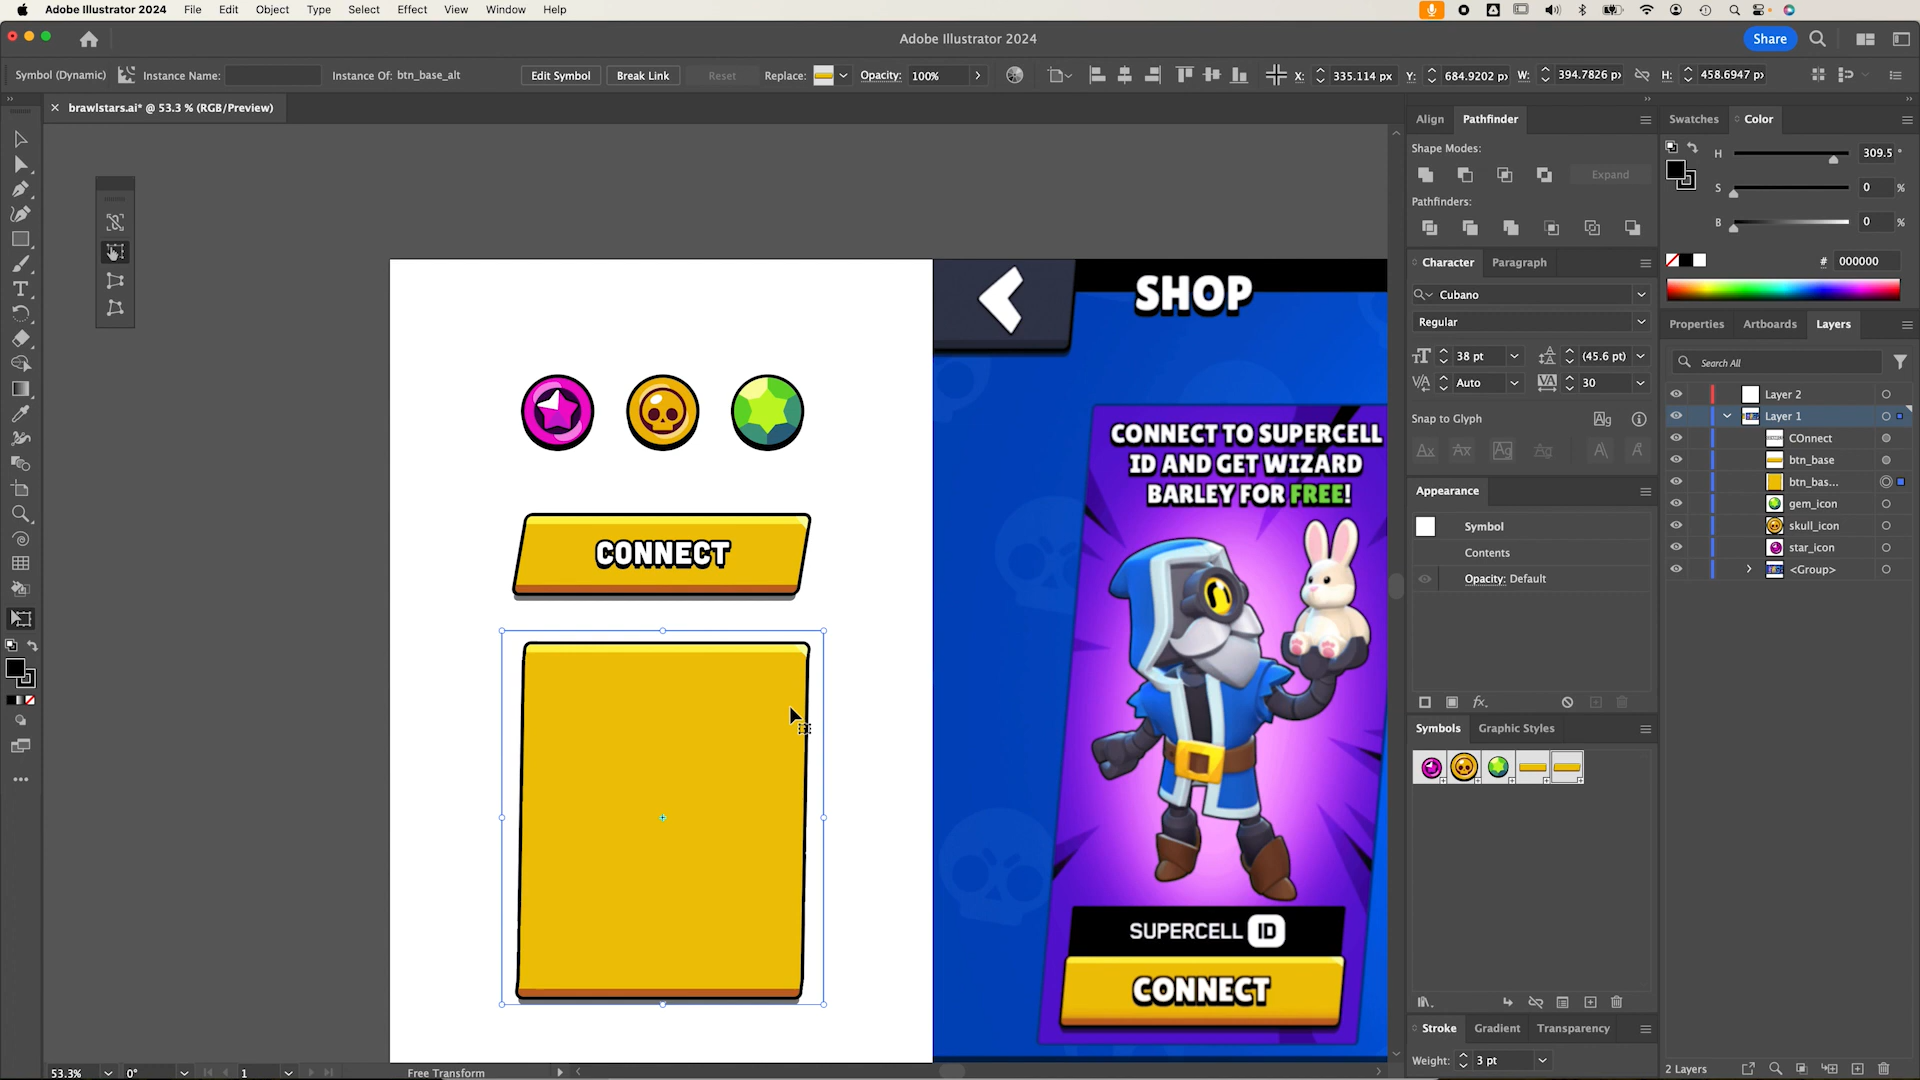 Adobe Illustrator 2024 File Edit Object Type Select Effect View Window Help
Adobe Illustrator 2024
Share
Symbol (Dynamic) Instance Name: Instance Of: btn_base_alt Edit Symbol Break Link Reset Replace: Opacity: 100% X: 335.114 px Y: 684.9202 px W: 394.7826 px H: 458.6947 px
brawlstars.ai* @ 53.3 % (RGB/Preview)
Align Pathfinder
Shape Modes:
Expand
Pathfinders:
Character Paragraph
Cubano
Regular
38 pt (45.6 pt)
Auto 30
Snap to Glyph
Appearance
Symbol
Contents
Opacity: Default
Symbols Graphic Styles
Stroke Gradient Transparency
Weight: 3 pt
Swatches Color
H 309.5 °
S 0 %
B 0 %
# 000000
Properties Artboards Layers
Search All
Layer 2
Layer 1
COnnect
btn_base
btn_bas...
gem_icon
skull_icon
star_icon
<Group>
2 Layers
CONNECT
SHOP
CONNECT TO SUPERCELL
ID AND GET WIZARD
BARLEY FOR FREE!
SUPERCELL ID
CONNECT
53.3% 0° 1 Free Transform